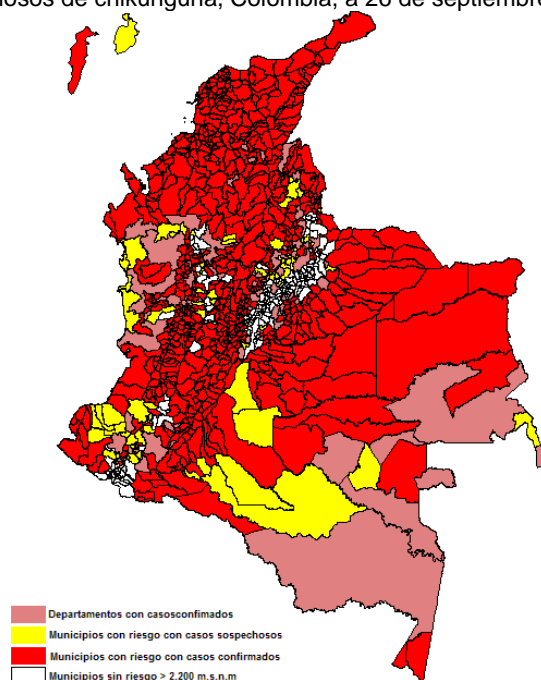 osos de chikunguña, Colombia, a 26 de septiembre
Departamentos con casosconfimados
Municipios con riesgo con casos sospechosos
Municipios con riesgo con casos confirmados
Municipios sin riesgo > 2.200 m.s.n.m